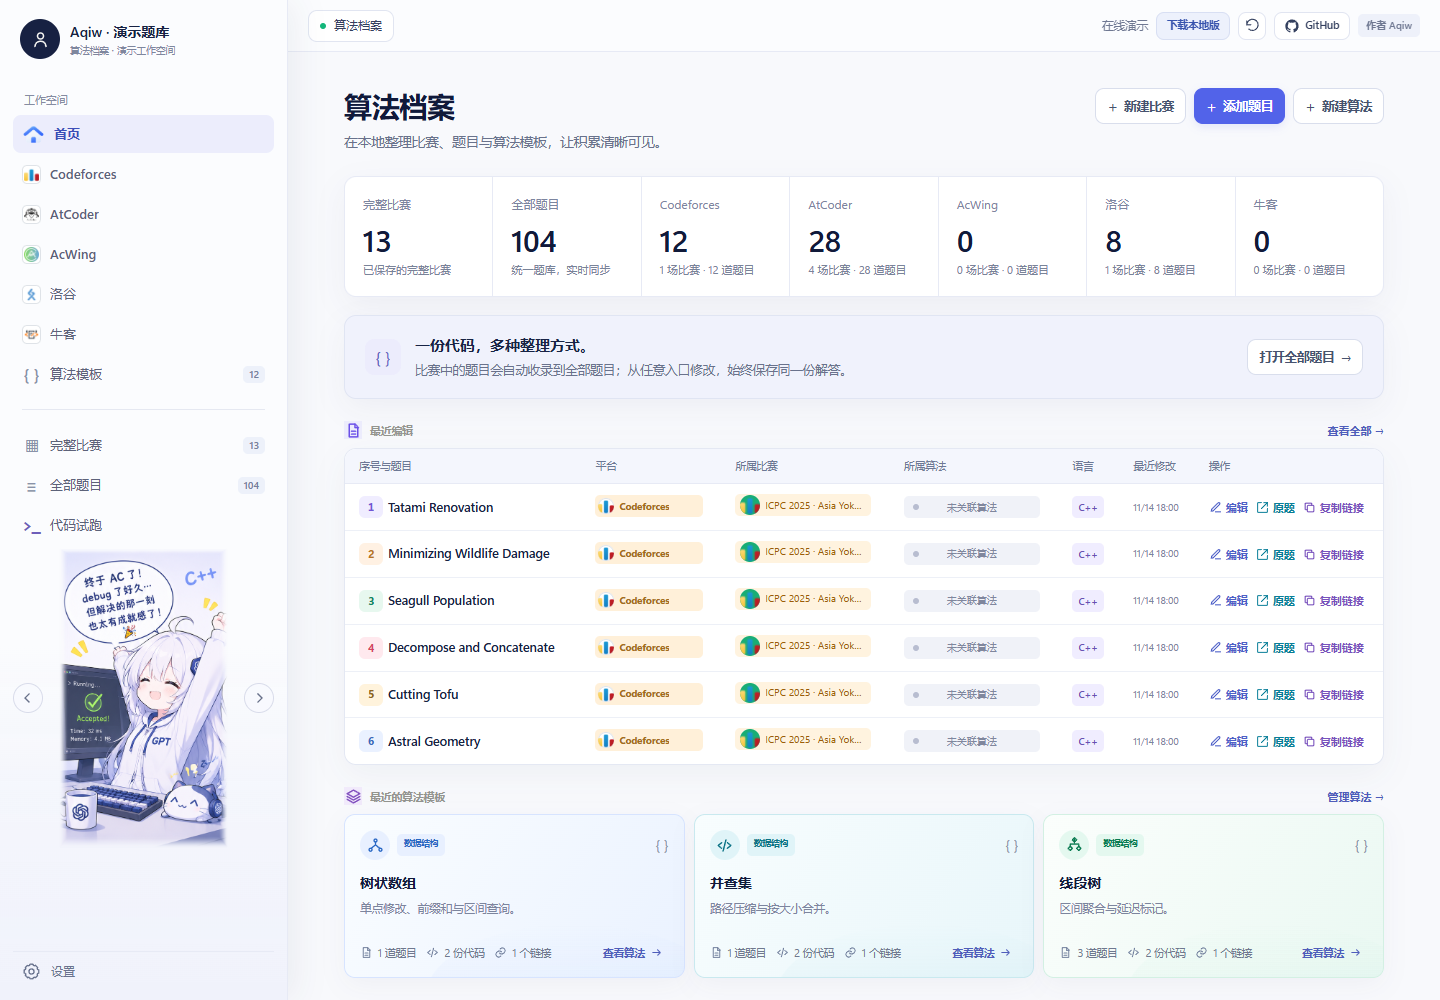 Aqiw · 演示题库
算法档案 · 演示工作空间
工作空间
首页
Codeforces
AtCoder
AcWing
洛谷
牛客
{ } 算法模板 12
完整比赛 13
全部题目 104
代码试跑
终于 AC 了！
debug 了好久…
但解决的那一刻
也太有成就感了！
C++
> Running...
Accepted!
Time: 32 ms
Memory: 4.2 MB
GPT
设置
算法档案
在线演示 下载本地版 GitHub 作者 Aqiw
算法档案
在本地整理比赛、题目与算法模板，让积累清晰可见。
+ 新建比赛 + 添加题目 + 新建算法
完整比赛 全部题目 Codeforces AtCoder AcWing 洛谷 牛客
13 104 12 28 0 8 0
已保存的完整比赛 统一题库，实时同步 1 场比赛 · 12 道题目 4 场比赛 · 28 道题目 0 场比赛 · 0 道题目 1 场比赛 · 8 道题目 0 场比赛 · 0 道题目
{ } 一份代码，多种整理方式。
比赛中的题目会自动收录到全部题目；从任意入口修改，始终保存同一份解答。
打开全部题目 →
最近编辑 查看全部 →
序号与题目 平台 所属比赛 所属算法 语言 最近修改 操作
1 Tatami Renovation Codeforces ICPC 2025 · Asia Yok... 未关联算法 C++ 11/14 18:00 编辑 原题 复制链接
2 Minimizing Wildlife Damage Codeforces ICPC 2025 · Asia Yok... 未关联算法 C++ 11/14 18:00 编辑 原题 复制链接
3 Seagull Population Codeforces ICPC 2025 · Asia Yok... 未关联算法 C++ 11/14 18:00 编辑 原题 复制链接
4 Decompose and Concatenate Codeforces ICPC 2025 · Asia Yok... 未关联算法 C++ 11/14 18:00 编辑 原题 复制链接
5 Cutting Tofu Codeforces ICPC 2025 · Asia Yok... 未关联算法 C++ 11/14 18:00 编辑 原题 复制链接
6 Astral Geometry Codeforces ICPC 2025 · Asia Yok... 未关联算法 C++ 11/14 18:00 编辑 原题 复制链接
最近的算法模板 管理算法 →
数据结构 { }
树状数组
单点修改、前缀和与区间查询。
1 道题目 2 份代码 1 个链接 查看算法 →
数据结构 { }
并查集
路径压缩与按大小合并。
1 道题目 2 份代码 1 个链接 查看算法 →
数据结构 { }
线段树
区间聚合与延迟标记。
3 道题目 2 份代码 1 个链接 查看算法 →